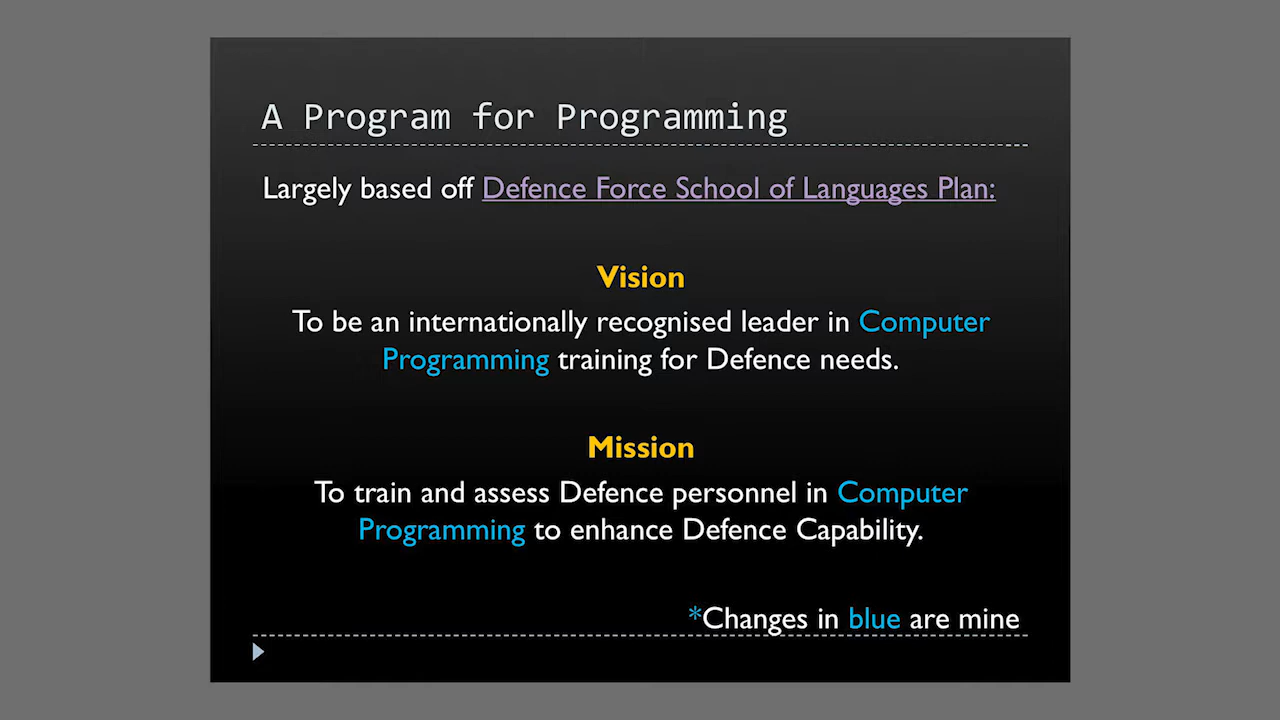 A Program for Programming
Largely based off Defence Force School of Languages Plan:
Vision
To be an internationally recognised leader in Computer
Programming training for Defence needs.
Mission
To train and assess Defence personnel in Computer
Programming to enhance Defence Capability.
*Changes in blue are mine